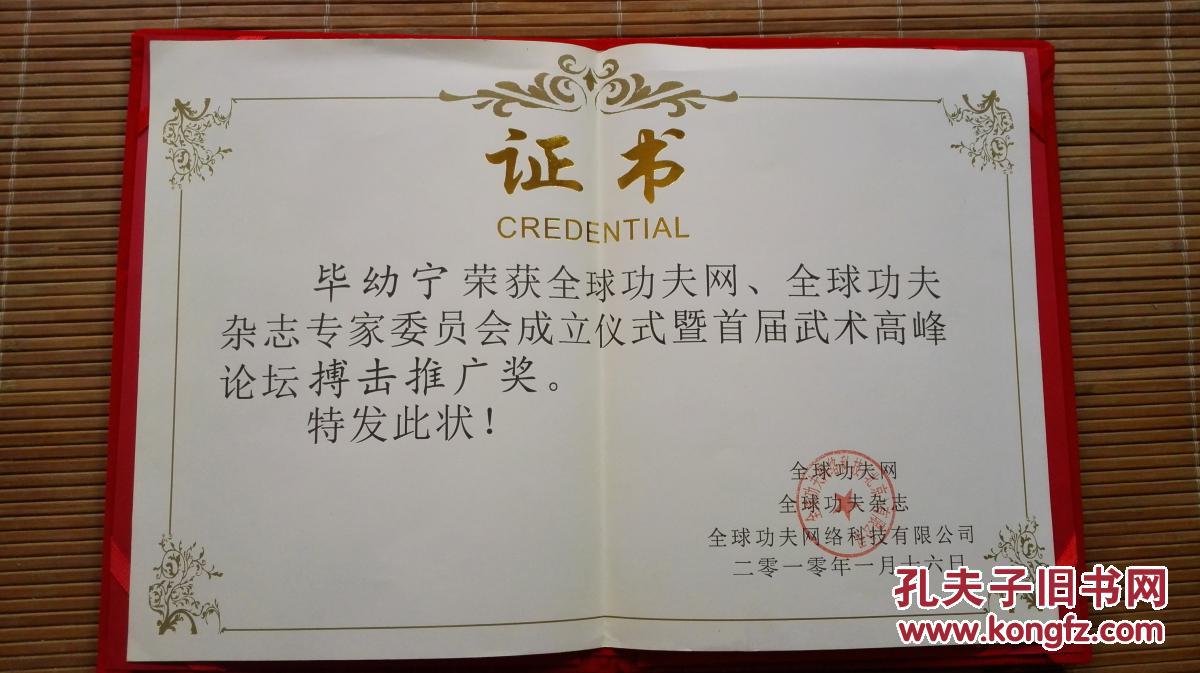 证书
CREDENTIAL
毕幼宁荣获全球功夫网、全球功夫
杂志专家委员会成立仪式暨首届武术高峰
论坛搏击推广奖。
特发此状！
全球功夫网
全球功夫杂志
全球功夫网络科技有限公司
二零一零年一月十六日
孔夫子旧书网
www.kongfz.com